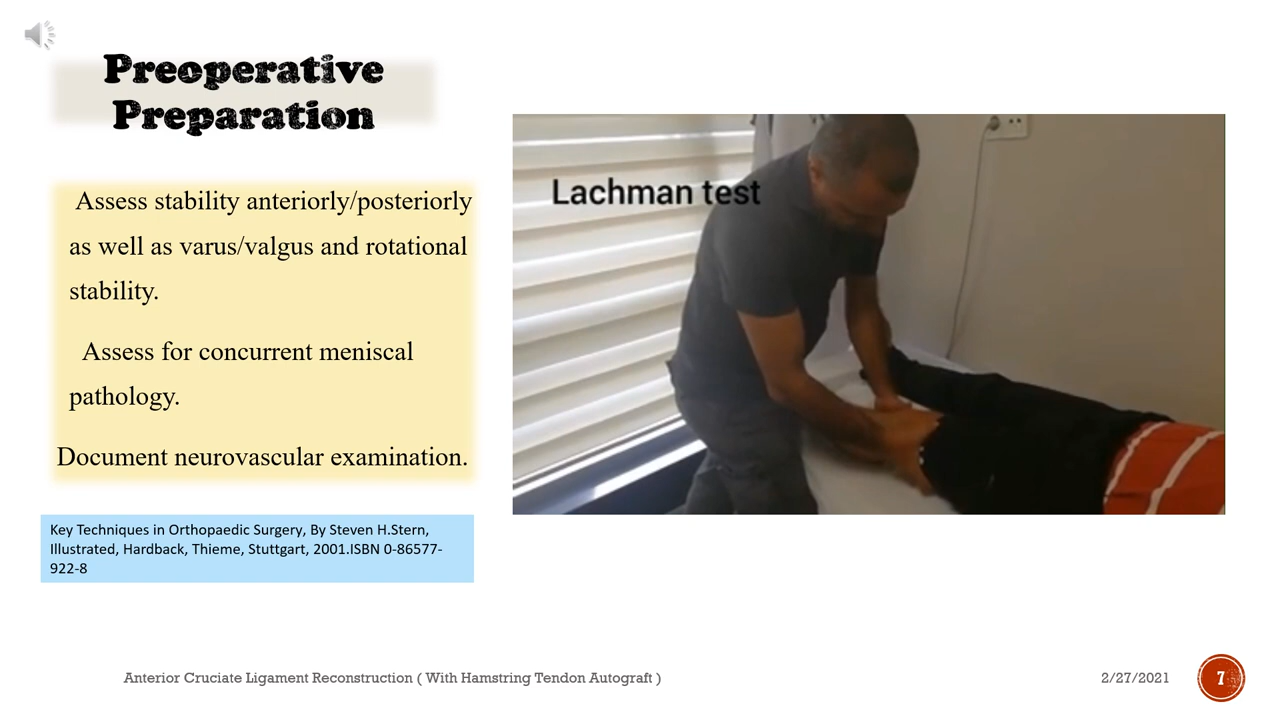 Preoperative
Preparation
Assess stability anteriorly/posteriorly
as well as varus/valgus and rotational
stability.
Assess for concurrent meniscal
pathology.
Document neurovascular examination.
Key Techniques in Orthopaedic Surgery, By Steven H.Stern,
Illustrated, Hardback, Thieme, Stuttgart, 2001.ISBN 0-86577-
922-8
Lachman test
Anterior Cruciate Ligament Reconstruction ( With Hamstring Tendon Autograft )
2/27/2021
7